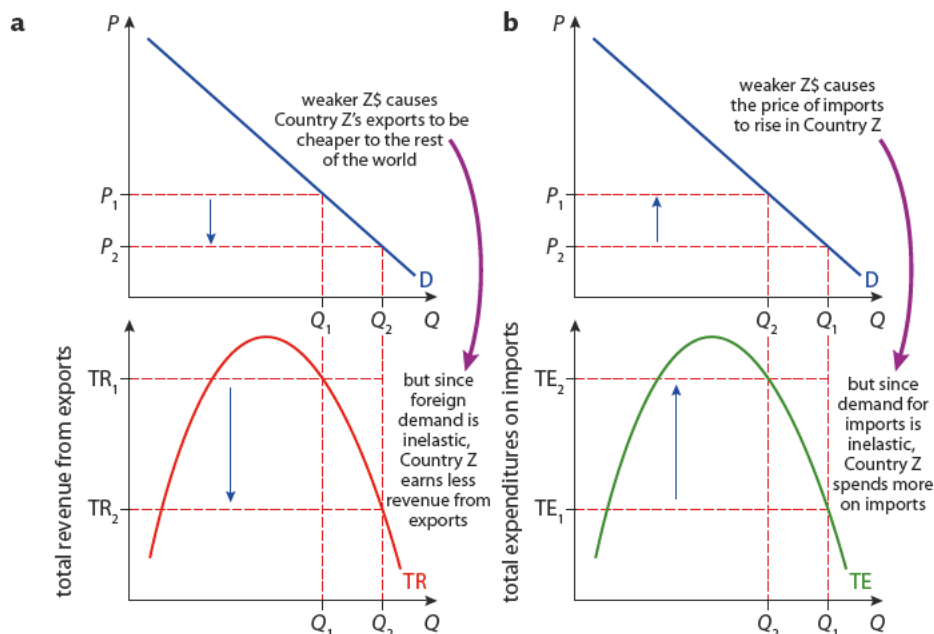 a
P
weaker Z$ causes
Country Z's exports to be
cheaper to the rest
of the world
P1
P2
D
Q1
Q2
Q
total revenue from exports
TR1
TR2
but since
foreign
demand is
inelastic,
Country Z
earns less
revenue from
exports
TR
Q1
Q2
Q
b
P
weaker Z$ causes
the price of imports
to rise in Country Z
P1
P2
D
Q2
Q1
Q
total expenditures on imports
TE2
TE1
but since
demand for
imports is
inelastic,
Country Z
spends more
on imports
TE
Q2
Q1
Q